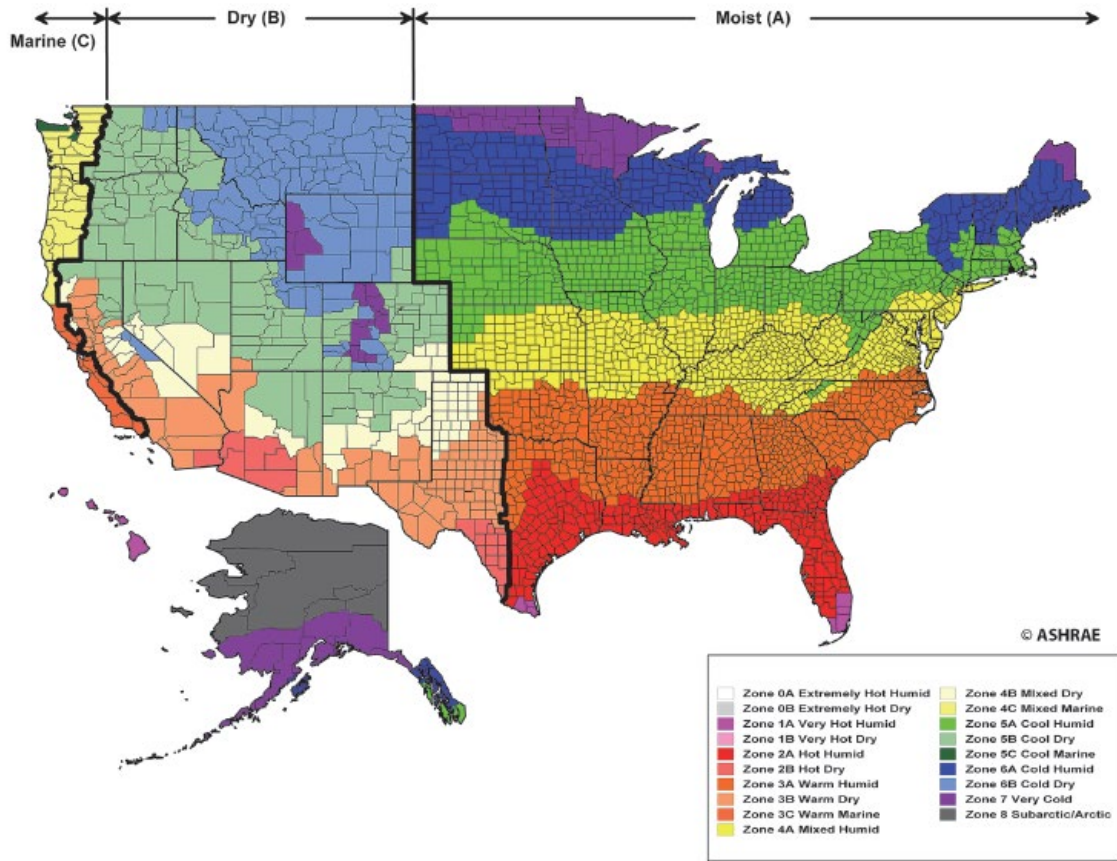 Marine (C)
Dry (B)
Moist (A)
© ASHRAE
Zone 0A Extremely Hot Humid
Zone 0B Extremely Hot Dry
Zone 1A Very Hot Humid
Zone 1B Very Hot Dry
Zone 2A Hot Humid
Zone 2B Hot Dry
Zone 3A Warm Humid
Zone 3B Warm Dry
Zone 3C Warm Marine
Zone 4A Mixed Humid
Zone 4B Mixed Dry
Zone 4C Mixed Marine
Zone 5A Cool Humid
Zone 5B Cool Dry
Zone 5C Cool Marine
Zone 6A Cold Humid
Zone 6B Cold Dry
Zone 7 Very Cold
Zone 8 Subarctic/Arctic